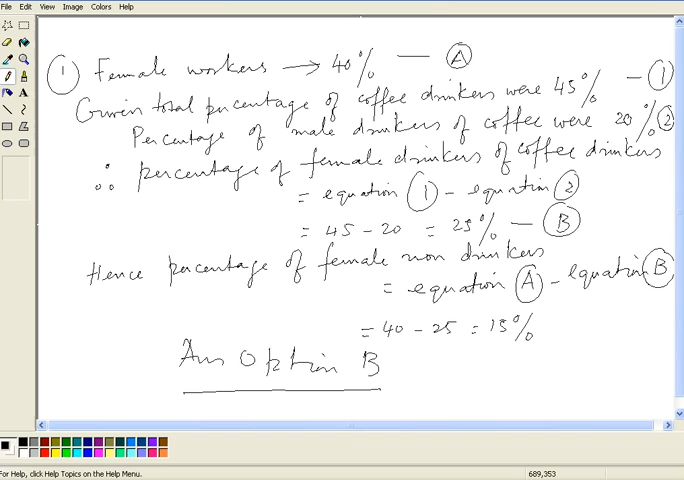 File Edit View Image Colors Help
① Female workers → 40% — Ⓐ
Given total percentage of coffee drinkers were 45% — ①
Percentage of male drinkers of coffee were 20% ②
∴ percentage of female drinkers of coffee drinkers
= equation ① - equation ②
= 45 - 20 = 25% — Ⓑ
Hence percentage of female non drinkers
= equation Ⓐ - equation Ⓑ
= 40 - 25 = 15%
Ans Option B
For Help, click Help Topics on the Help Menu.
689,353